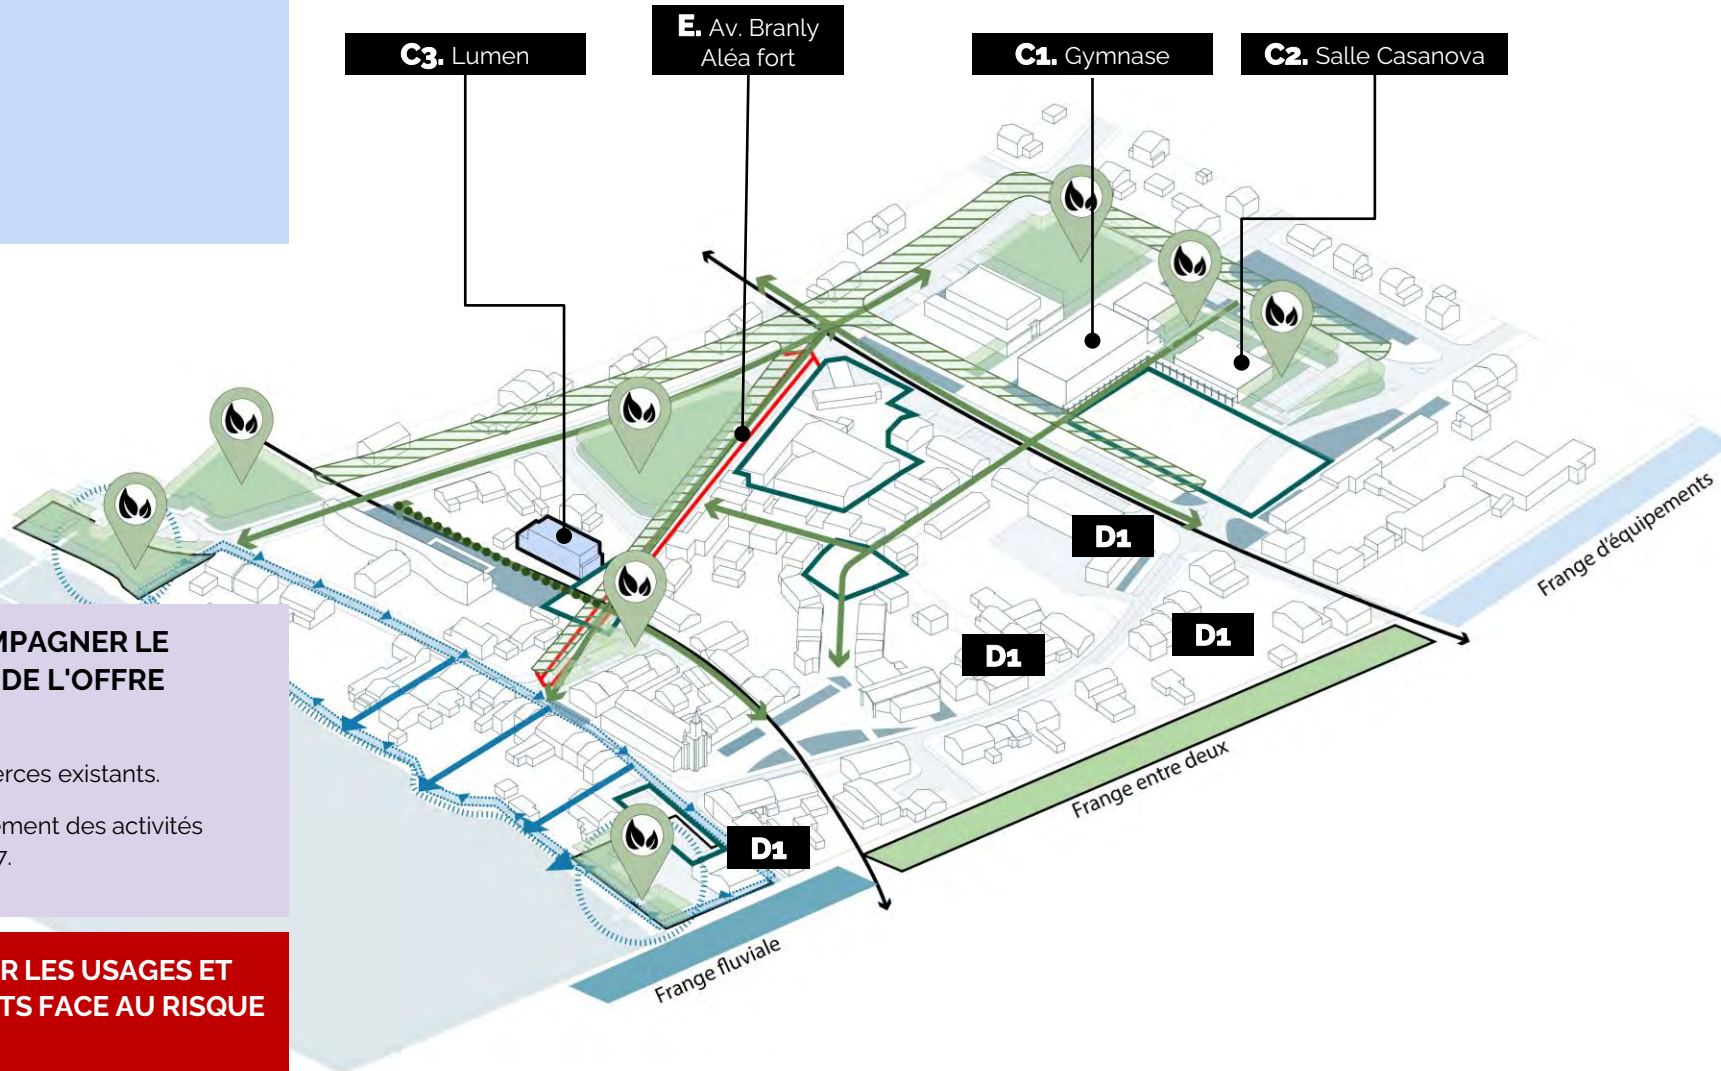 C3. Lumen
E. Av. Branly
Aléa fort
C1. Gymnase
C2. Salle Casanova
D1
D1
D1
D1
Frange d'équipements
Frange entre deux
Frange fluviale
MPAGNER LE
DE L'OFFRE
erces existants.
ement des activités
7.
R LES USAGES ET
TS FACE AU RISQUE